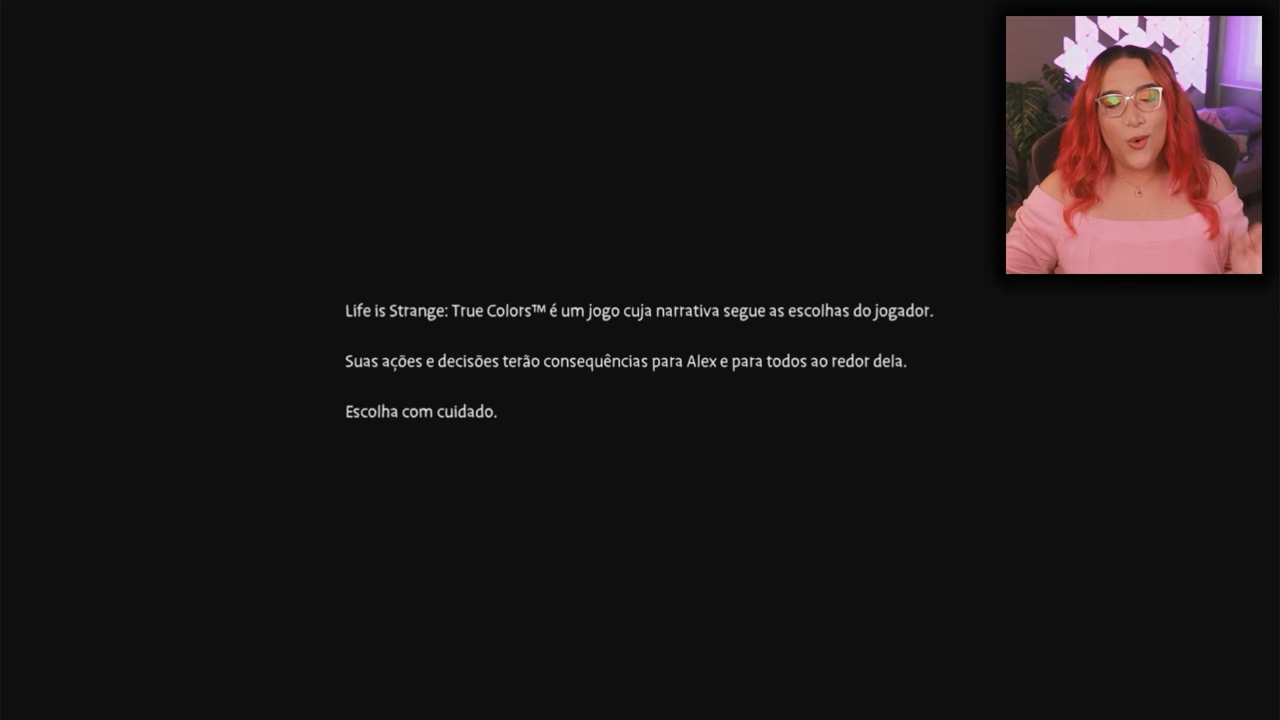 Life is Strange: True Colors™ é um jogo cuja narrativa segue as escolhas do jogador.
Suas ações e decisões terão consequências para Alex e para todos ao redor dela.
Escolha com cuidado.